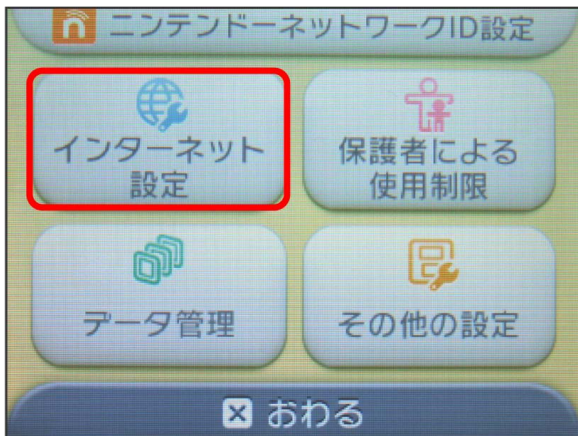 ニンテンドーネットワークID設定
インターネット
設定
保護者による
使用制限
データ管理
その他の設定
おわる